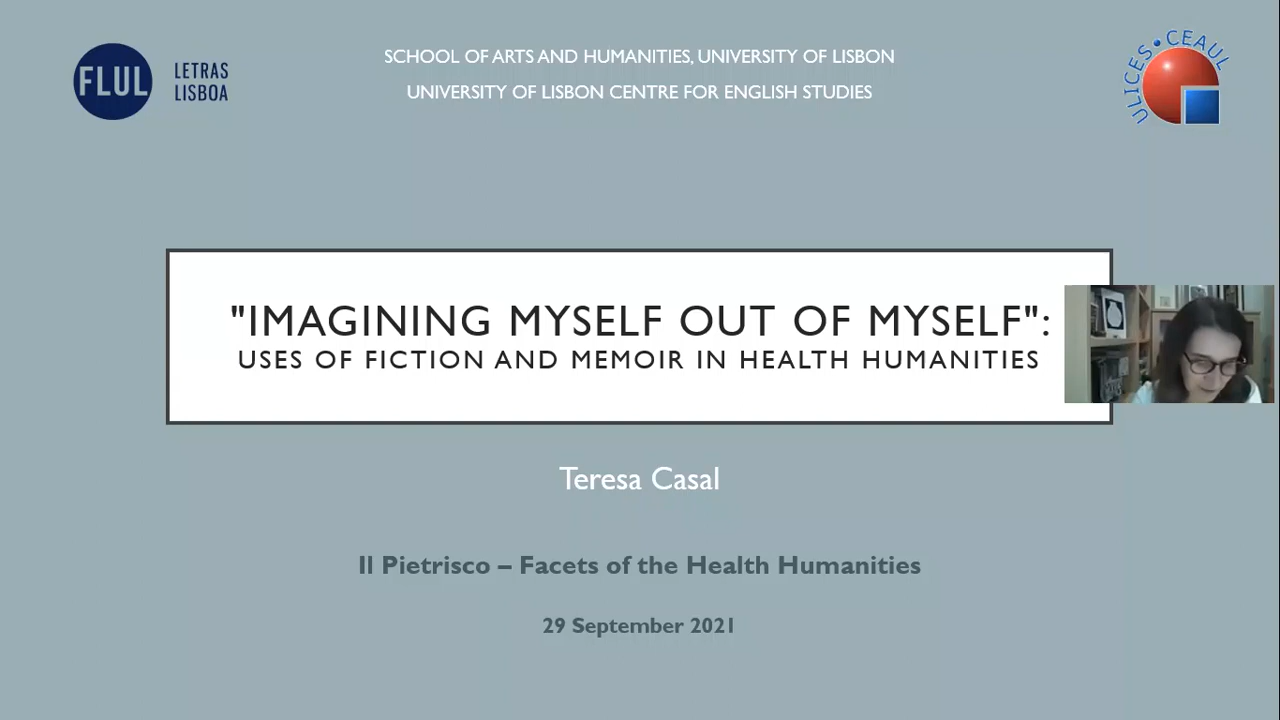 FLUL
LETRAS
LISBOA
SCHOOL OF ARTS AND HUMANITIES, UNIVERSITY OF LISBON
UNIVERSITY OF LISBON CENTRE FOR ENGLISH STUDIES
ULICES•CEAUL
"IMAGINING MYSELF OUT OF MYSELF":
USES OF FICTION AND MEMOIR IN HEALTH HUMANITIES
Teresa Casal
Il Pietrisco – Facets of the Health Humanities
29 September 2021